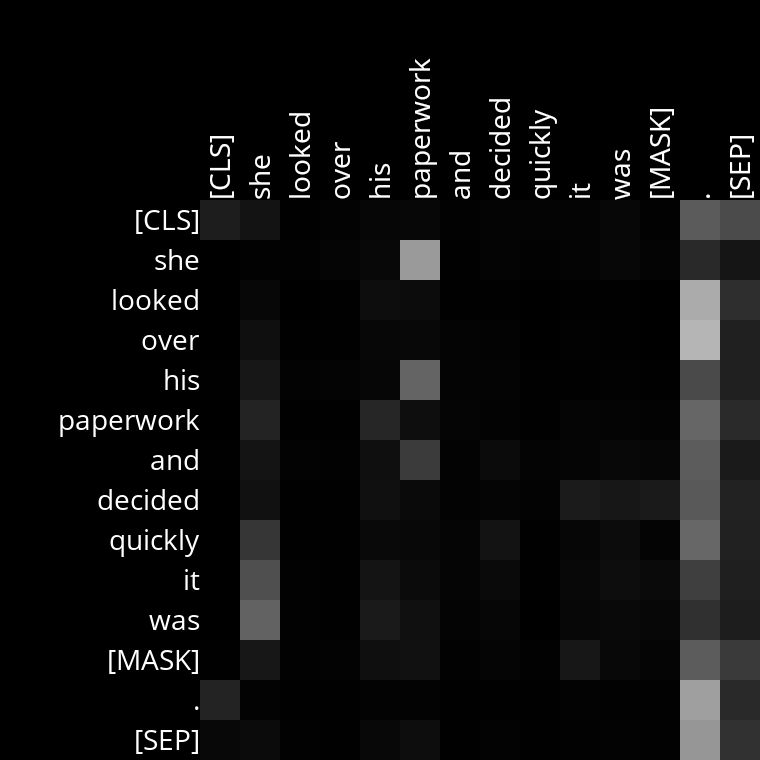 [CLS] she looked over his paperwork and decided quickly it was [MASK] . [SEP]
[CLS]
she
looked
over
his
paperwork
and
decided
quickly
it
was
[MASK]
.
[SEP]